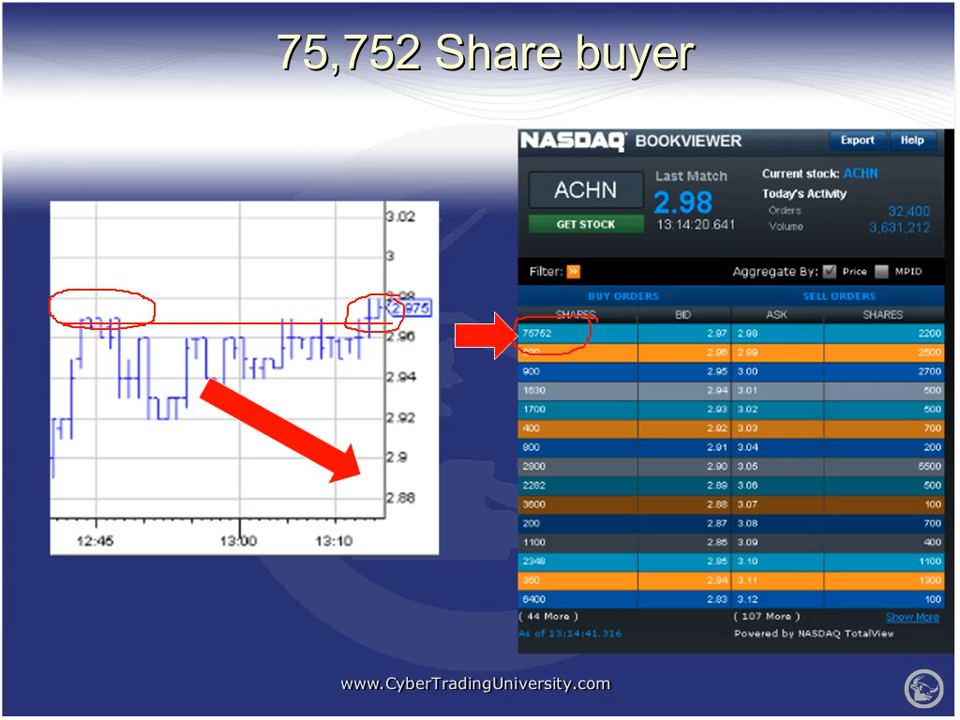 75,752 Share buyer
3.02
3
2.98
2.975
2.96
2.94
2.92
2.9
2.88
12:45 13:00 13:10
NASDAQ BOOKVIEWER Export Help
ACHN
GET STOCK
Last Match
2.98
13:14:20.641
Current stock: ACHN
Today's Activity
Orders 32,400
Volume 3,631,212
Filter: Aggregate By: Price MPID
BUY ORDERS SELL ORDERS
SHARES BID ASK SHARES
75752 2.97 2.98 2200
2.96 2.99 2500
900 2.95 3.00 2700
1630 2.94 3.01 500
1700 2.93 3.02 500
400 2.92 3.03 700
800 2.91 3.04 200
2800 2.90 3.05 5500
2282 2.89 3.06 500
3600 2.88 3.07 100
200 2.87 3.08 700
1100 2.86 3.09 400
2348 2.85 3.10 1100
350 2.84 3.11 1300
6400 2.83 3.12 100
( 44 More ) ( 107 More ) Show More
As of 13:14:41.316 Powered by NASDAQ TotalView
www.CyberTradingUniversity.com